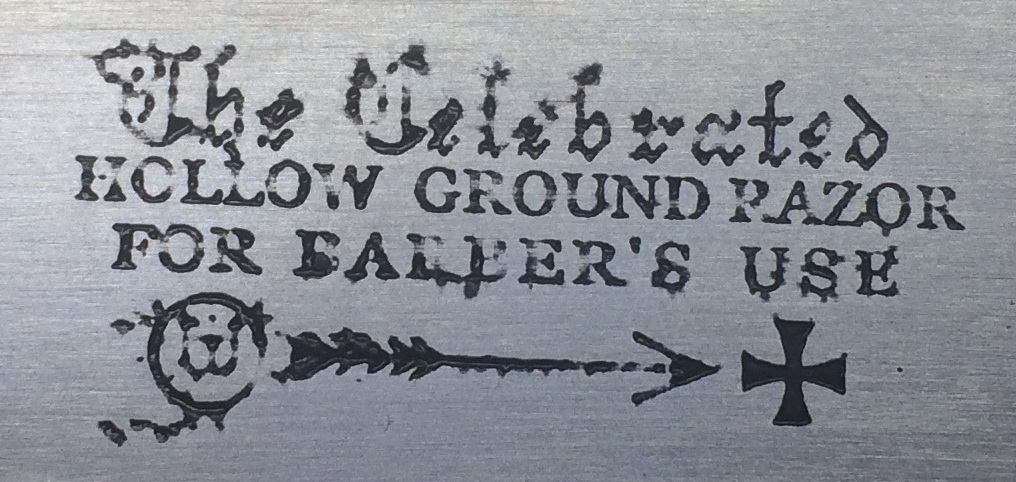 The Celebrated
HOLLOW GROUND RAZOR
FOR BARBER'S USE